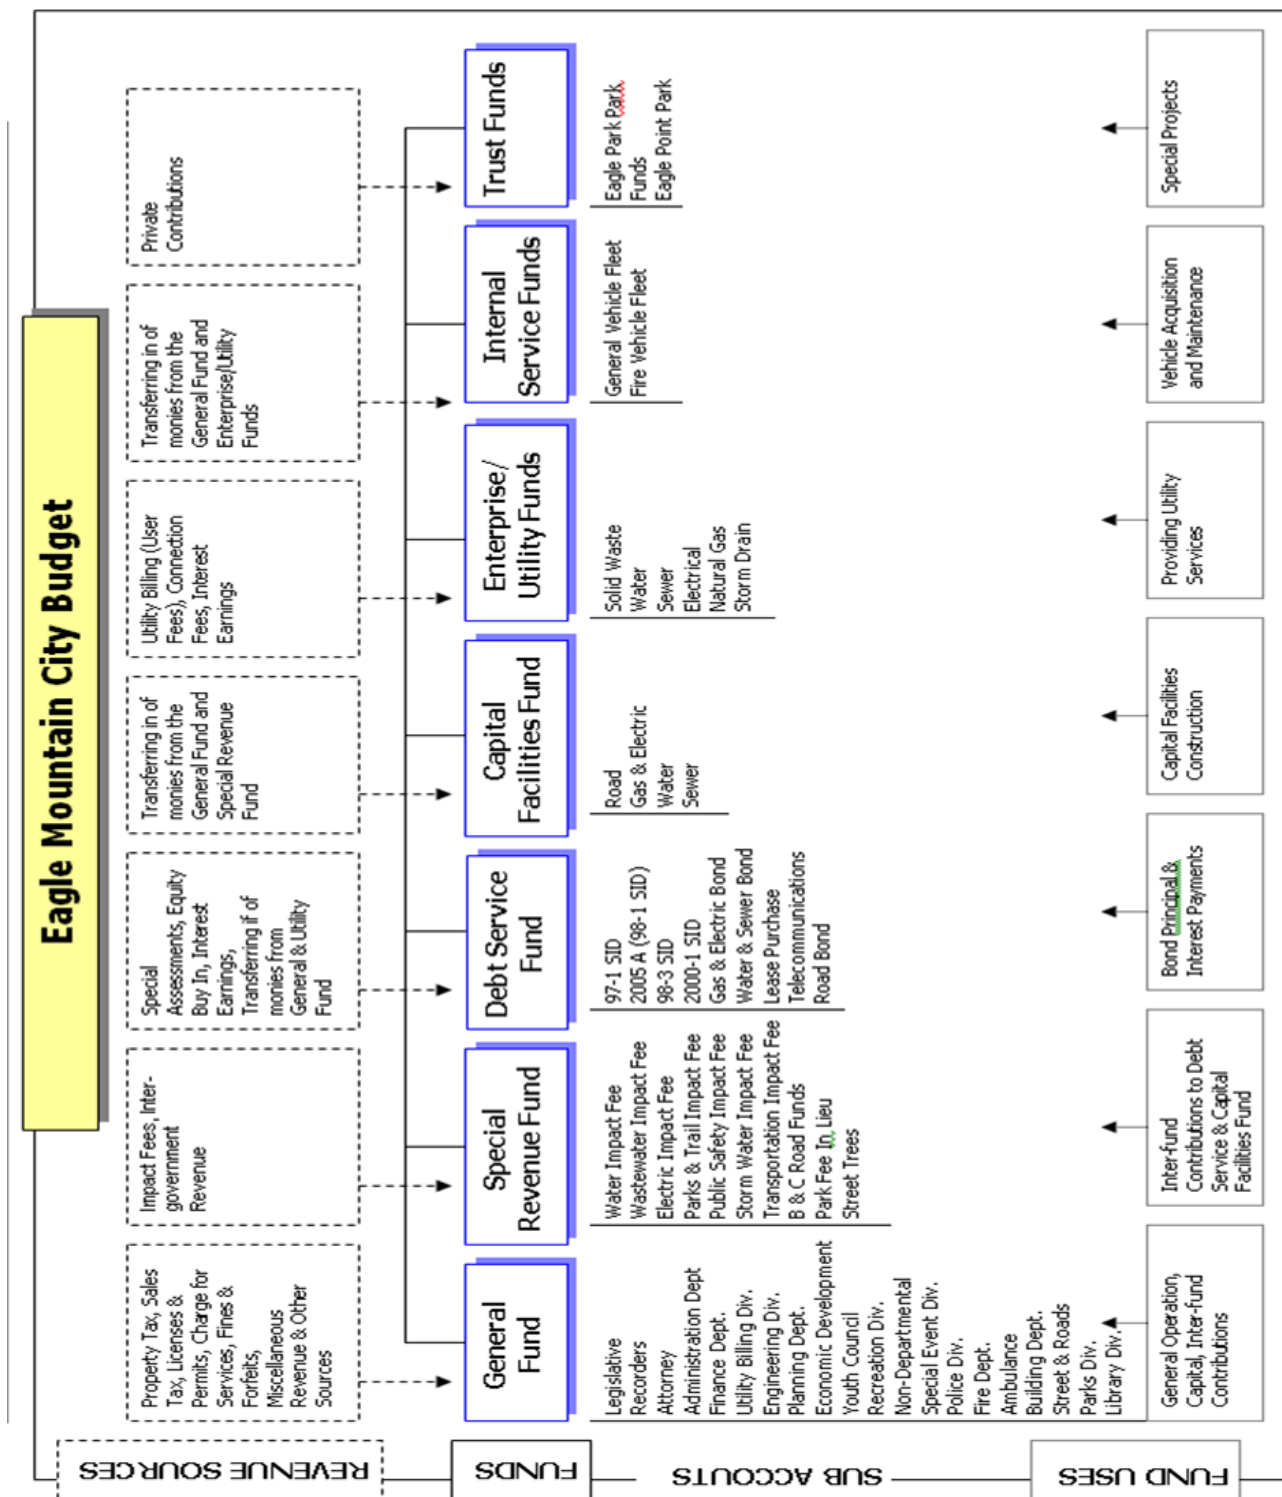 Eagle Mountain City Budget
REVENUE SOURCES
Property Tax, Sales
Tax, Licenses &
Permits, Charge for
Services, Fines &
Forfeits,
Miscellaneous
Revenue & Other
Sources
Impact Fees, Inter-
government
Revenue
Special
Assessments, Equity
Buy In, Interest
Earnings,
Transferring if of
monies from
General & Utility
Fund
Transferring in of
monies from the
General Fund and
Special Revenue
Fund
Utility Billing (User
Fees), Connection
Fees, Interest
Earnings
Transferring in of
monies from the
General Fund and
Enterprise/Utility
Funds
Private
Contributions
FUNDS
General
Fund
Special
Revenue Fund
Debt Service
Fund
Capital
Facilities Fund
Enterprise/
Utility Funds
Internal
Service Funds
Trust Funds
SUB ACCOUTS
Legislative
Recorders
Attorney
Administration Dept
Finance Dept.
Utility Billing Div.
Engineering Div.
Planning Dept.
Economic Development
Youth Council
Recreation Div.
Non-Departmental
Special Event Div.
Police Div.
Fire Dept.
Ambulance
Building Dept.
Street & Roads
Parks Div.
Library Div.
Water Impact Fee
Wastewater Impact Fee
Electric Impact Fee
Parks & Trail Impact Fee
Public Safety Impact Fee
Storm Water Impact Fee
Transportation Impact Fee
B & C Road Funds
Park Fee In Lieu
Street Trees
97-1 SID
2005 A (98-1 SID)
98-3 SID
2000-1 SID
Gas & Electric Bond
Water & Sewer Bond
Lease Purchase
Telecommunications
Road Bond
Road
Gas & Electric
Water
Sewer
Solid Waste
Water
Sewer
Electrical
Natural Gas
Storm Drain
General Vehicle Fleet
Fire Vehicle Fleet
Eagle Park Park
Funds
Eagle Point Park
FUND USES
General Operation,
Capital, Inter-fund
Contributions
Inter-fund
Contributions to Debt
Service & Capital
Facilities Fund
Bond Principal &
Interest Payments
Capital Facilities
Construction
Providing Utility
Services
Vehicle Acquisition
and Maintenance
Special Projects